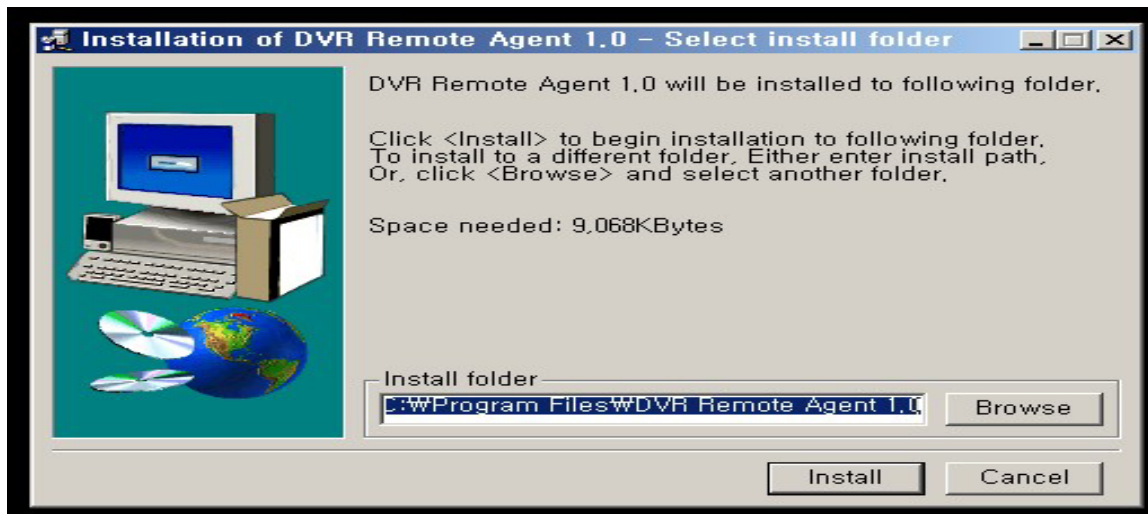 Installation of DVR Remote Agent 1.0 - Select install folder
DVR Remote Agent 1.0 will be installed to following folder.
Click <Install> to begin installation to following folder.
To install to a different folder, Either enter install path,
Or, click <Browse> and select another folder.
Space needed: 9,068KBytes
Install folder
C:₩Program Files₩DVR Remote Agent 1.0
Browse
Install
Cancel